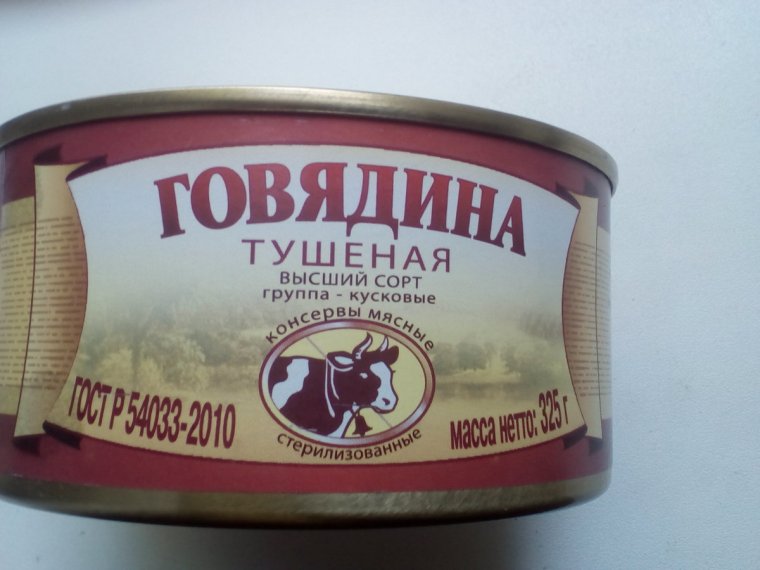 ГОВЯДИНА
ТУШЕНАЯ
ВЫСШИЙ СОРТ
группа - кусковые
консервы мясные
стерилизованные
ГОСТ Р 54033-2010
масса нетто: 325 г